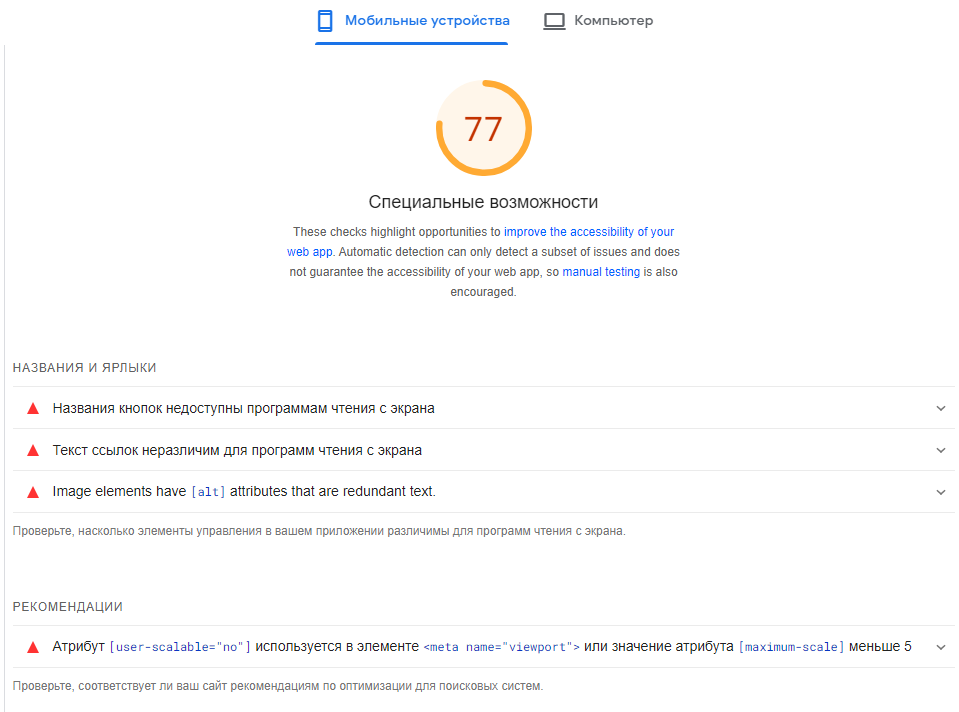 Мобильные устройства Компьютер
77
Специальные возможности
These checks highlight opportunities to improve the accessibility of your
web app. Automatic detection can only detect a subset of issues and does
not guarantee the accessibility of your web app, so manual testing is also
encouraged.
НАЗВАНИЯ И ЯРЛЫКИ
Названия кнопок недоступны программам чтения с экрана
Текст ссылок неразличим для программ чтения с экрана
Image elements have [alt] attributes that are redundant text.
Проверьте, насколько элементы управления в вашем приложении различимы для программ чтения с экрана.
РЕКОМЕНДАЦИИ
Атрибут [user-scalable="no"] используется в элементе <meta name="viewport"> или значение атрибута [maximum-scale] меньше 5
Проверьте, соответствует ли ваш сайт рекомендациям по оптимизации для поисковых систем.